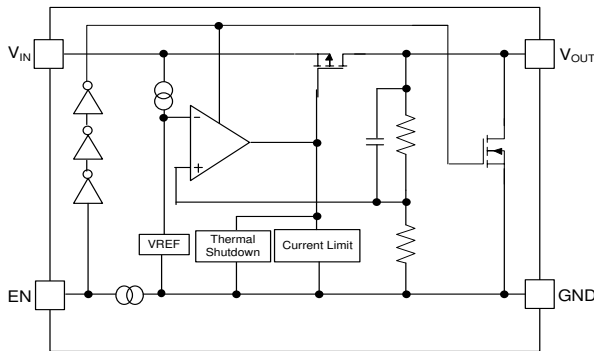 VIN
VOUT
−
+
VREF
Thermal
Shutdown
Current Limit
EN
GND